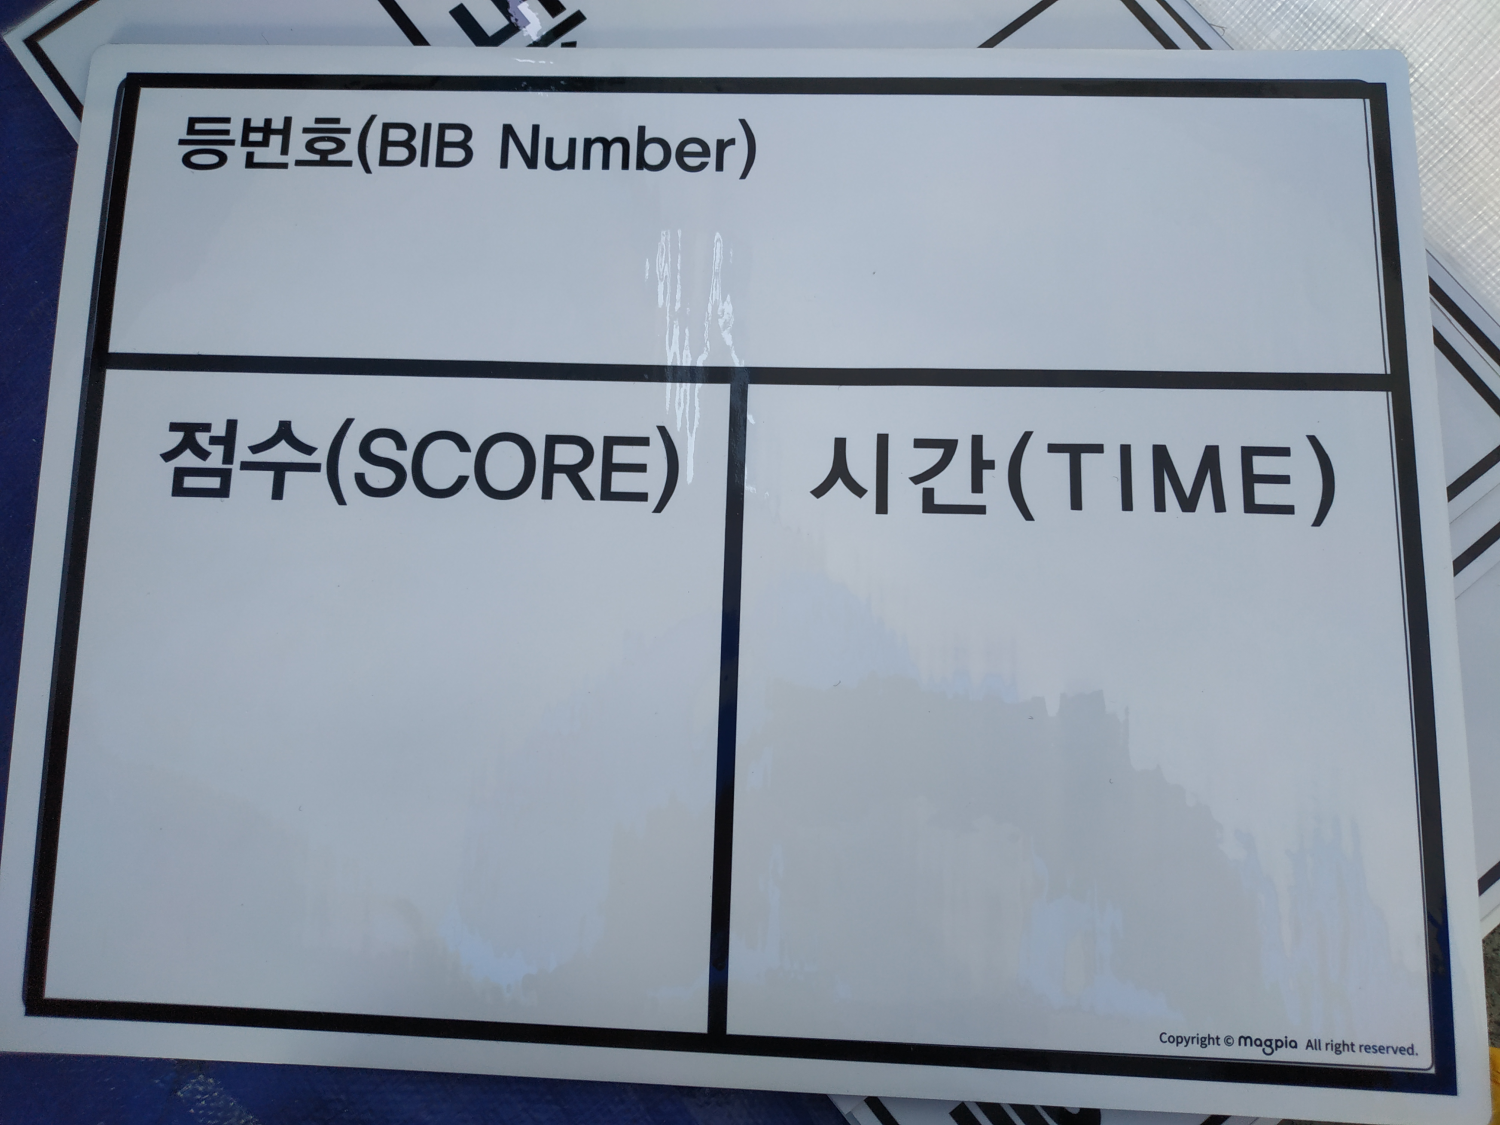 등번호(BIB Number)
점수(SCORE)
시간(TIME)
Copyright © magpia All right reserved.